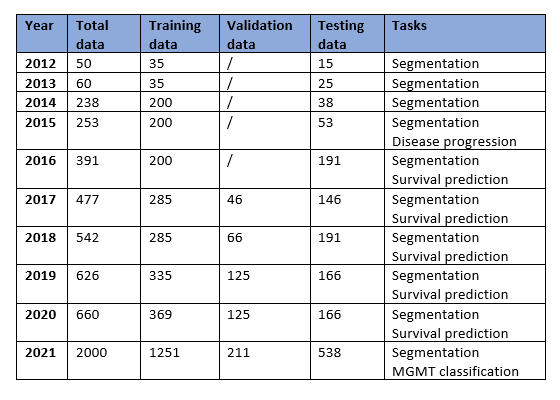 Year Total data Training data Validation data Testing data Tasks
2012 50 35 / 15 Segmentation
2013 60 35 / 25 Segmentation
2014 238 200 / 38 Segmentation
2015 253 200 / 53 Segmentation
Disease progression
2016 391 200 / 191 Segmentation
Survival prediction
2017 477 285 46 146 Segmentation
Survival prediction
2018 542 285 66 191 Segmentation
Survival prediction
2019 626 335 125 166 Segmentation
Survival prediction
2020 660 369 125 166 Segmentation
Survival prediction
2021 2000 1251 211 538 Segmentation
MGMT classification